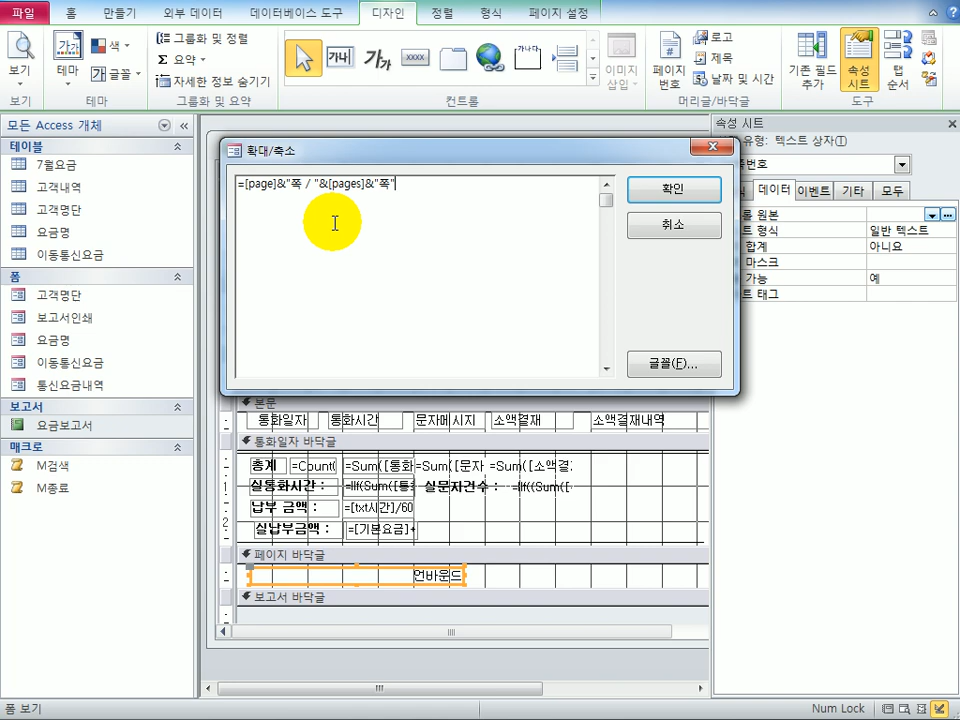 파일 홈 만들기 외부 데이터 데이터베이스 도구 디자인 정렬 형식 페이지 설정
보기
보기
테마
색
글꼴
테마
그룹화 및 정렬
요약
자세한 정보 숨기기
그룹화 및 요약
가나
XXXX
가나다
컨트롤
이미지
삽입
페이지
번호
로고
제목
날짜 및 시간
머리글/바닥글
기존 필드
추가
속성
시트
탭
순서
도구
모든 Access 개체
테이블
7월요금
고객내역
고객명단
요금명
이동통신요금
폼
고객명단
보고서인쇄
요금명
이동통신요금
통신요금내역
보고서
요금보고서
매크로
M검색
M종료
확대/축소
=[page]&"쪽 / "&[pages]&"쪽"
확인
취소
글꼴(F)...
본문
통화일자 통화시간 문자메시지 소액결재 소액결재내역
통화일자 바닥글
총계 =Count( =Sum([통화 =Sum([문자 =Sum([소액결
실통화시간 : =IIf(Sum([통화 실문자건수 : =IIf((Sum([
납부 금액 : =[txt시간]/60
실납부금액 : =[기본요금]+
페이지 바닥글
언바운드
보고서 바닥글
1
2
속성 시트
유형: 텍스트 상자(I)
쪽번호
데이터 이벤트 기타 모두
롤 원본
트 형식 일반 텍스트
합계 아니요
마스크
가능 예
트 태그
폼 보기
Num Lock